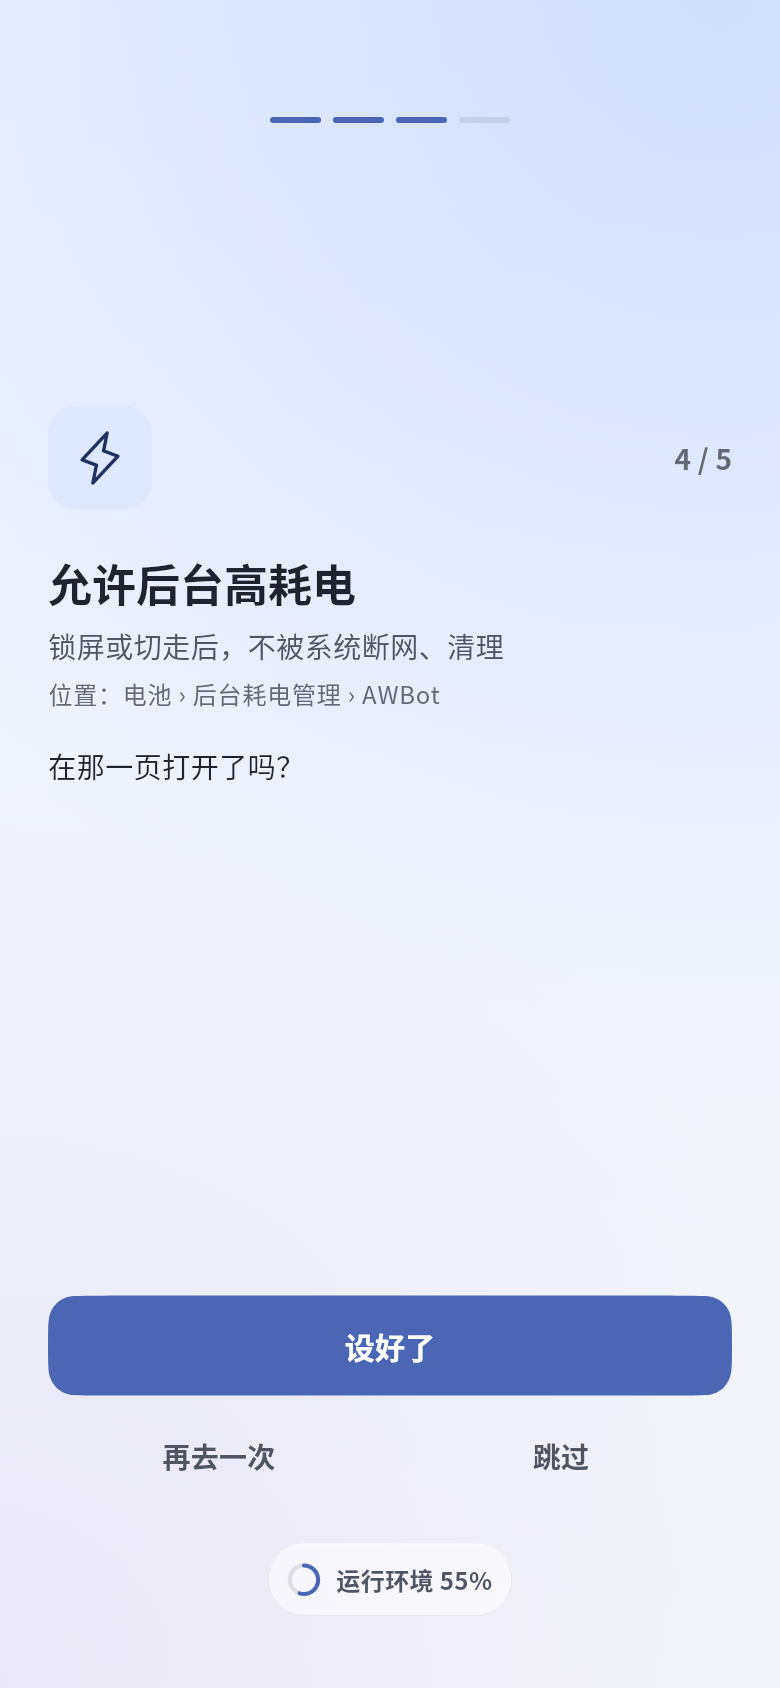 4 / 5
允许后台高耗电
锁屏或切走后，不被系统断网、清理
位置：电池 › 后台耗电管理 › AWBot
在那一页打开了吗？
设好了
再去一次
跳过
运行环境 55%